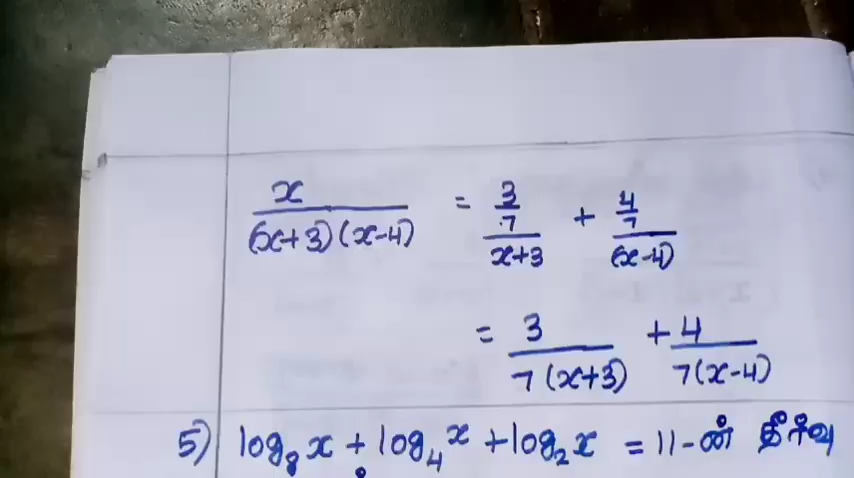 x/((x+3)(x-4)) = (3/7)/(x+3) + (4/7)/((x-4))
= 3/(7(x+3)) + 4/(7(x-4))
5) log₈x + log₄x + log₂x = 11-ன் தீர்வு